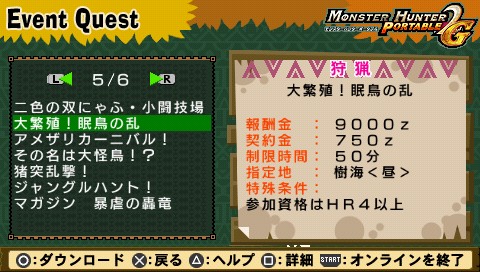 Event Quest
MONSTER HUNTER
PORTABLE 2nd G
L 5/6 R
二色の双にゃふ・小闘技場
大繁殖！眠鳥の乱
アメザリカーニバル！
その名は大怪鳥！？
猪突乱撃！
ジャングルハント！
マガジン　暴虐の轟竜
狩猟
大繁殖！眠鳥の乱
報酬金　：　９０００ｚ
契約金　：　７５０ｚ
制限時間：　５０分
指定地　：　樹海＜昼＞
特殊条件：
参加資格はＨＲ４以上
○:ダウンロード ×:戻る △:ヘルプ □:詳細 START:オンラインを終了